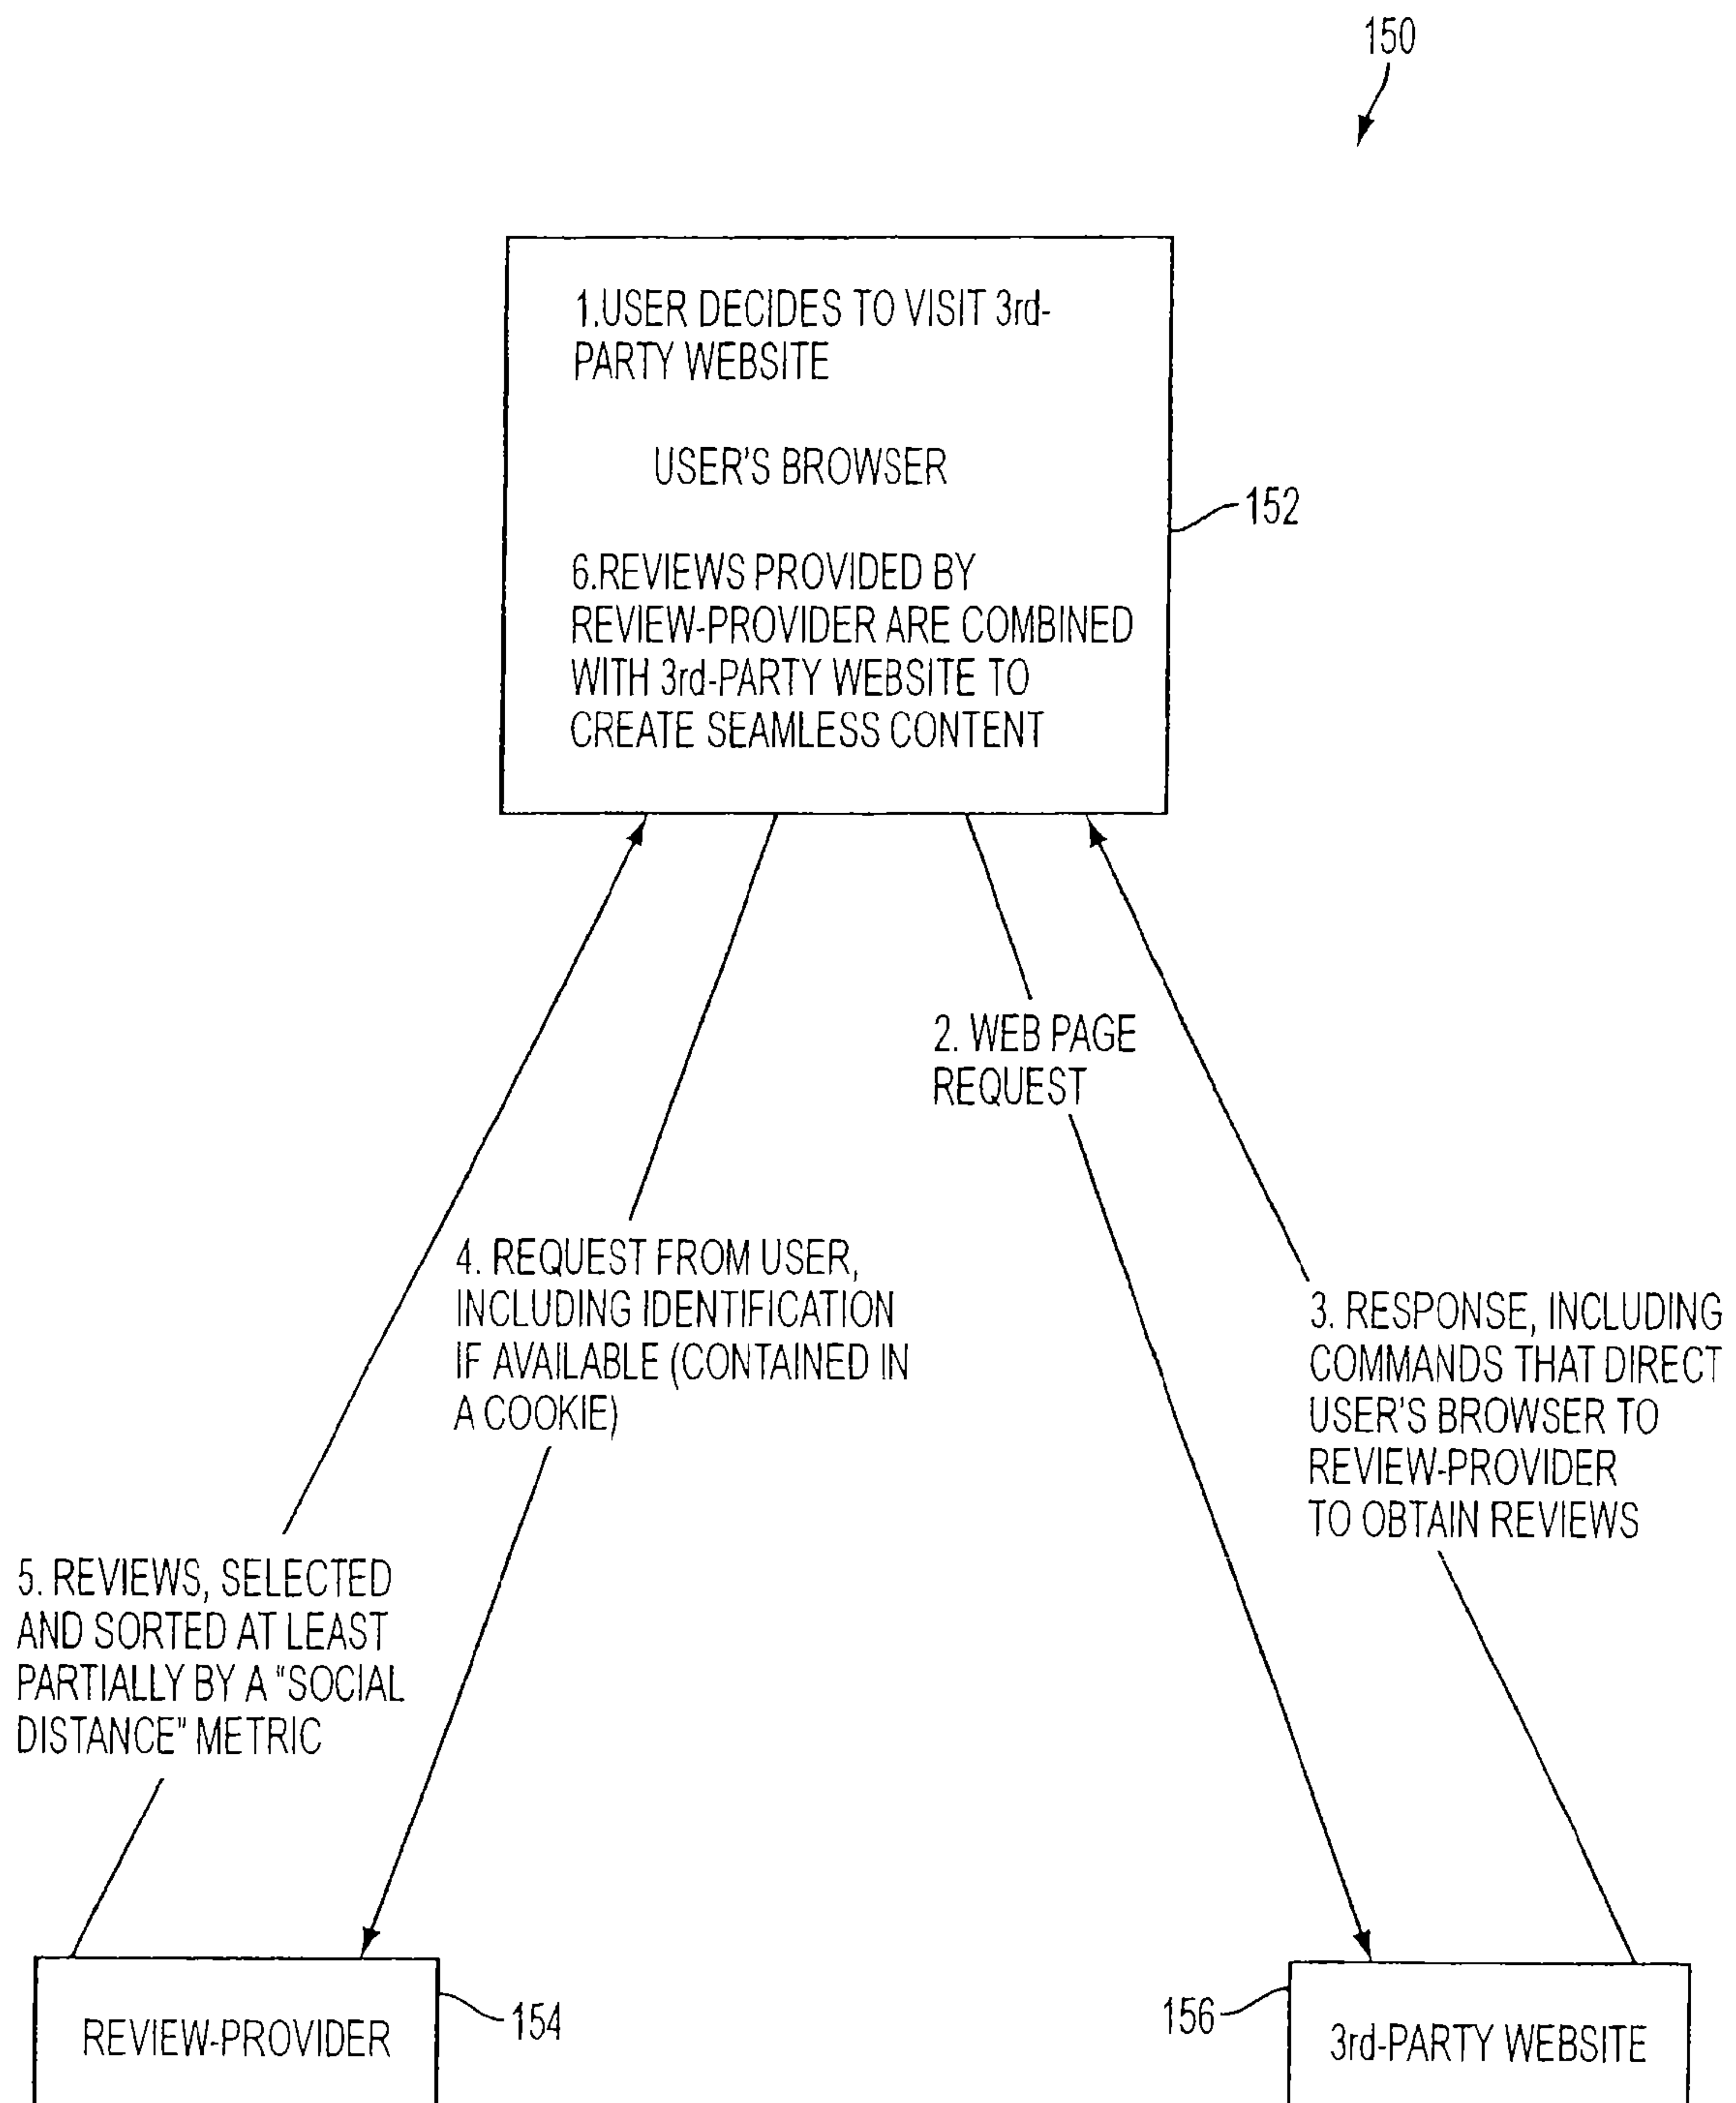 150
1.USER DECIDES TO VISIT 3rd-
PARTY WEBSITE
USER'S BROWSER
152
6.REVIEWS PROVIDED BY
REVIEW-PROVIDER ARE COMBINED
WITH 3rd-PARTY WEBSITE TO
CREATE SEAMLESS CONTENT
2. WEB PAGE
REQUEST
4. REQUEST FROM USER,
INCLUDING IDENTIFICATION
IF AVAILABLE (CONTAINED IN
A COOKIE)
3. RESPONSE, INCLUDING
COMMANDS THAT DIRECT
USER'S BROWSER TO
REVIEW-PROVIDER
TO OBTAIN REVIEWS
5. REVIEWS, SELECTED
AND SORTED AT LEAST
PARTIALLY BY A "SOCIAL
DISTANCE" METRIC
REVIEW-PROVIDER
154
156
3rd-PARTY WEBSITE